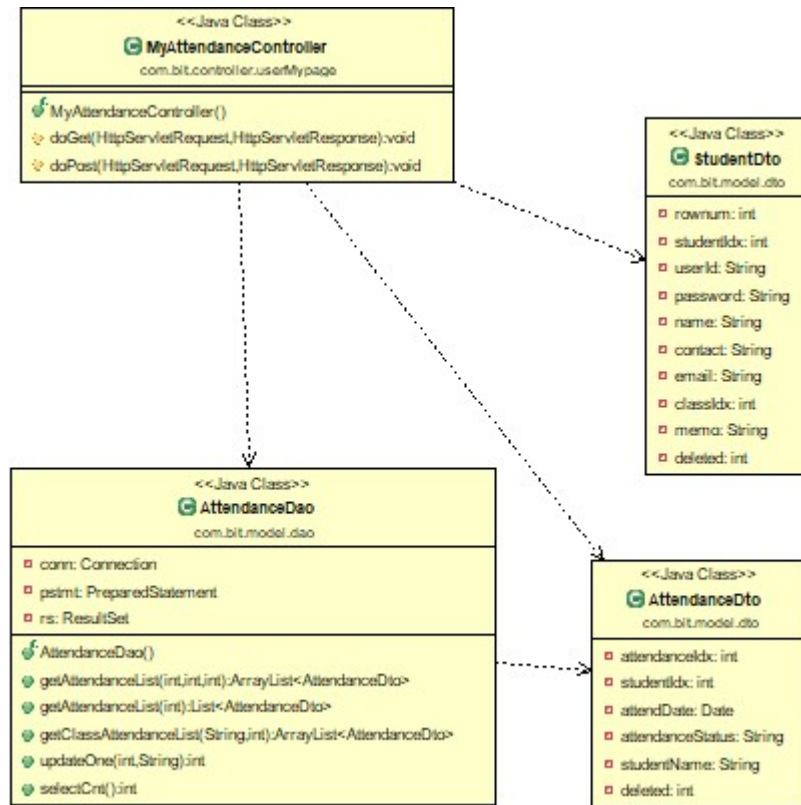 <<Java Class>>
MyAttendanceController
com.bit.controller.userMypage
MyAttendanceController()
doGet(HttpServletRequest,HttpServletResponse):void
doPost(HttpServletRequest,HttpServletResponse):void
<<Java Class>>
StudentDto
com.bit.model.dto
rownum: int
studentIdx: int
userId: String
password: String
name: String
contact: String
email: String
classIdx: int
memo: String
deleted: int
<<Java Class>>
AttendanceDao
com.bit.model.dao
conn: Connection
pstmt: PreparedStatement
rs: ResultSet
AttendanceDao()
getAttendanceList(int,int,int):ArrayList<AttendanceDto>
getAttendanceList(int):List<AttendanceDto>
getClassAttendanceList(String,int):ArrayList<AttendanceDto>
updateOne(int,String):int
selectCnt():int
<<Java Class>>
AttendanceDto
com.bit.model.dto
attendanceIdx: int
studentIdx: int
attendDate: Date
attendanceStatus: String
studentName: String
deleted: int